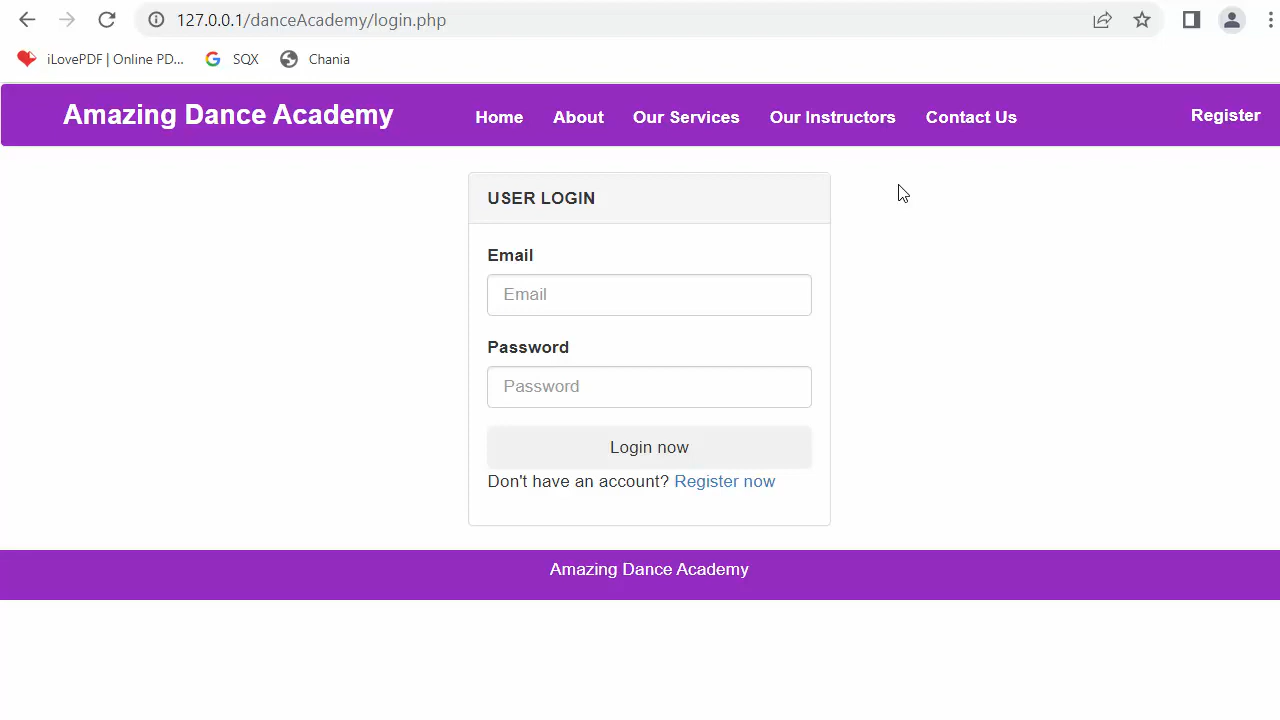 127.0.0.1/danceAcademy/login.php
iLovePDF | Online PD... SQX Chania
Amazing Dance Academy Home About Our Services Our Instructors Contact Us Register
USER LOGIN
Email
Email
Password
Password
Login now
Don't have an account? Register now
Amazing Dance Academy